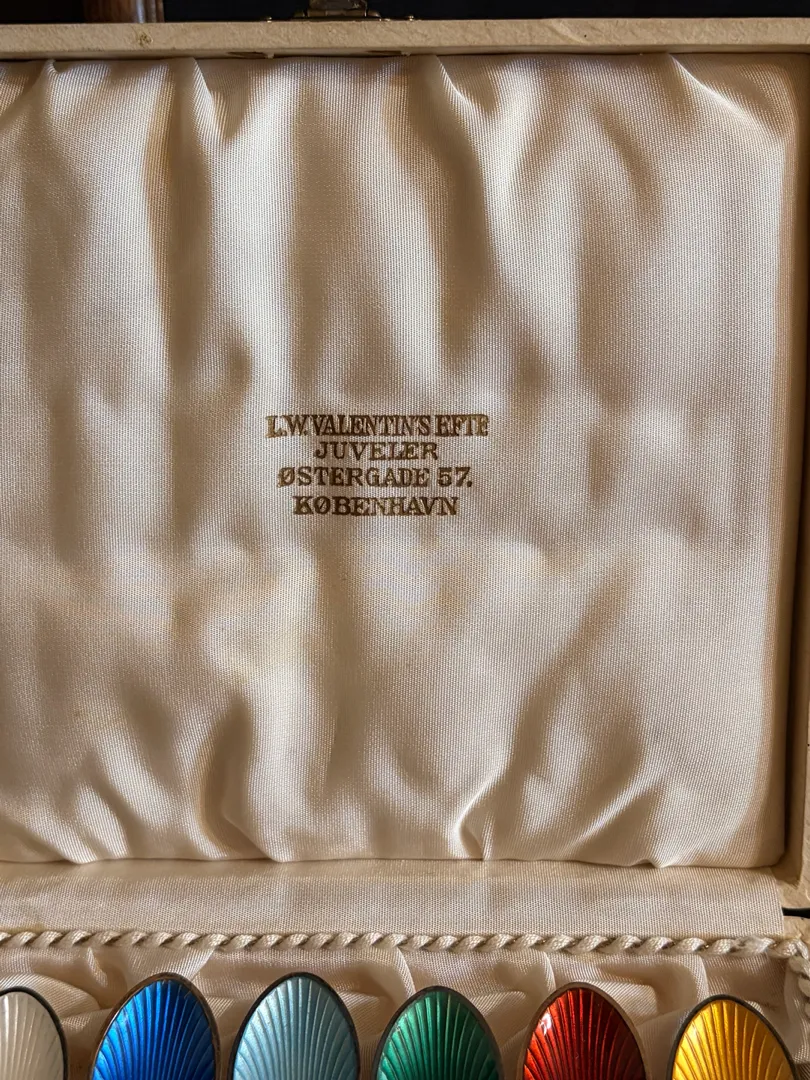 L.W.VALENTIN'S EFTF
JUVELER
ØSTERGADE 57.
KØBENHAVN